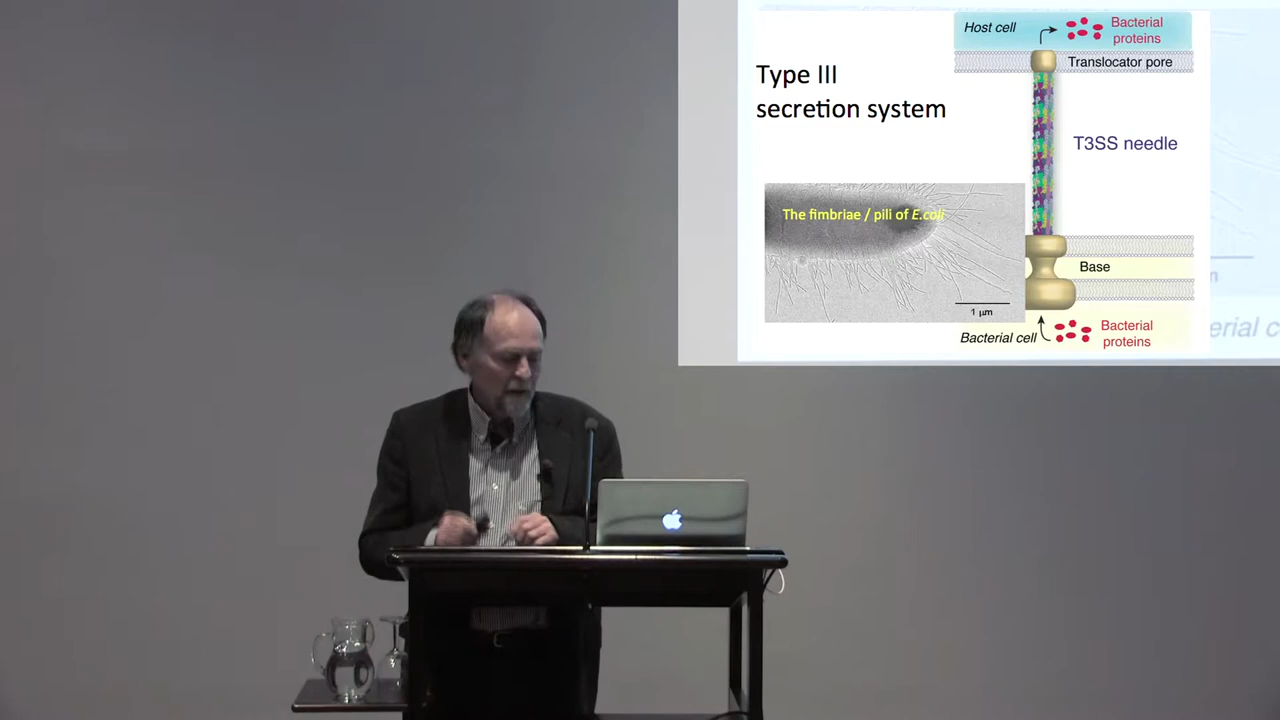 Type III
secretion system
Host cell
Bacterial
proteins
Translocator pore
T3SS needle
The fimbriae / pili of E.coli
1 µm
Base
Bacterial cell
Bacterial
proteins